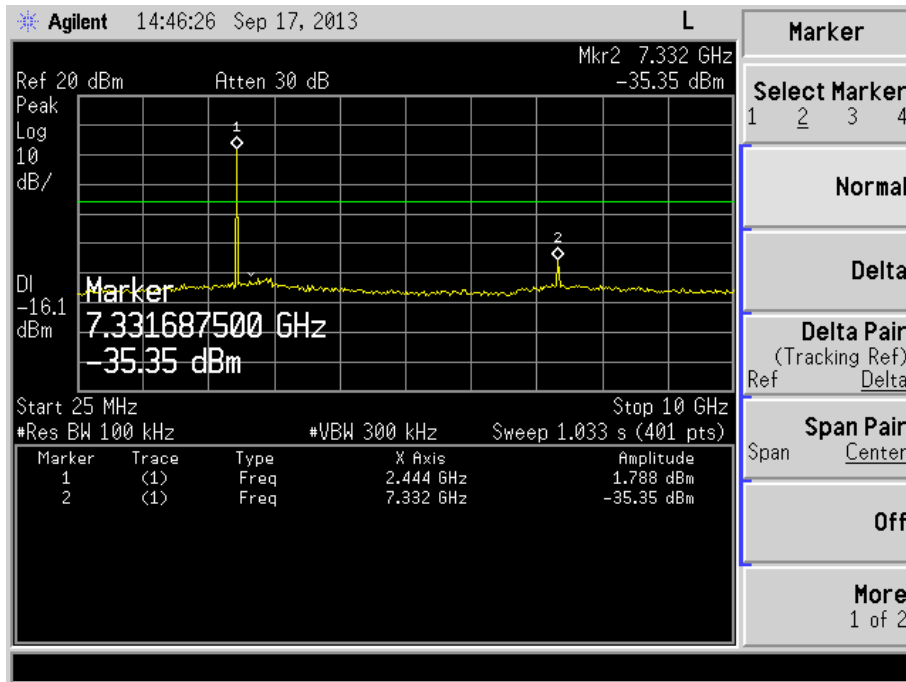 Agilent 14:46:26 Sep 17, 2013 L
Mkr2 7.332 GHz
Ref 20 dBm Atten 30 dB -35.35 dBm
Peak
Log
10
dB/
1
2
DI
-16.1
dBm
Marker
7.331687500 GHz
-35.35 dBm
Start 25 MHz Stop 10 GHz
#Res BW 100 kHz #VBW 300 kHz Sweep 1.033 s (401 pts)
Marker Trace Type X Axis Amplitude
1 (1) Freq 2.444 GHz 1.788 dBm
2 (1) Freq 7.332 GHz -35.35 dBm
Marker
Select Marker
1 2 3 4
Normal
Delta
Delta Pair
(Tracking Ref)
Ref Delta
Span Pair
Span Center
Off
More
1 of 2